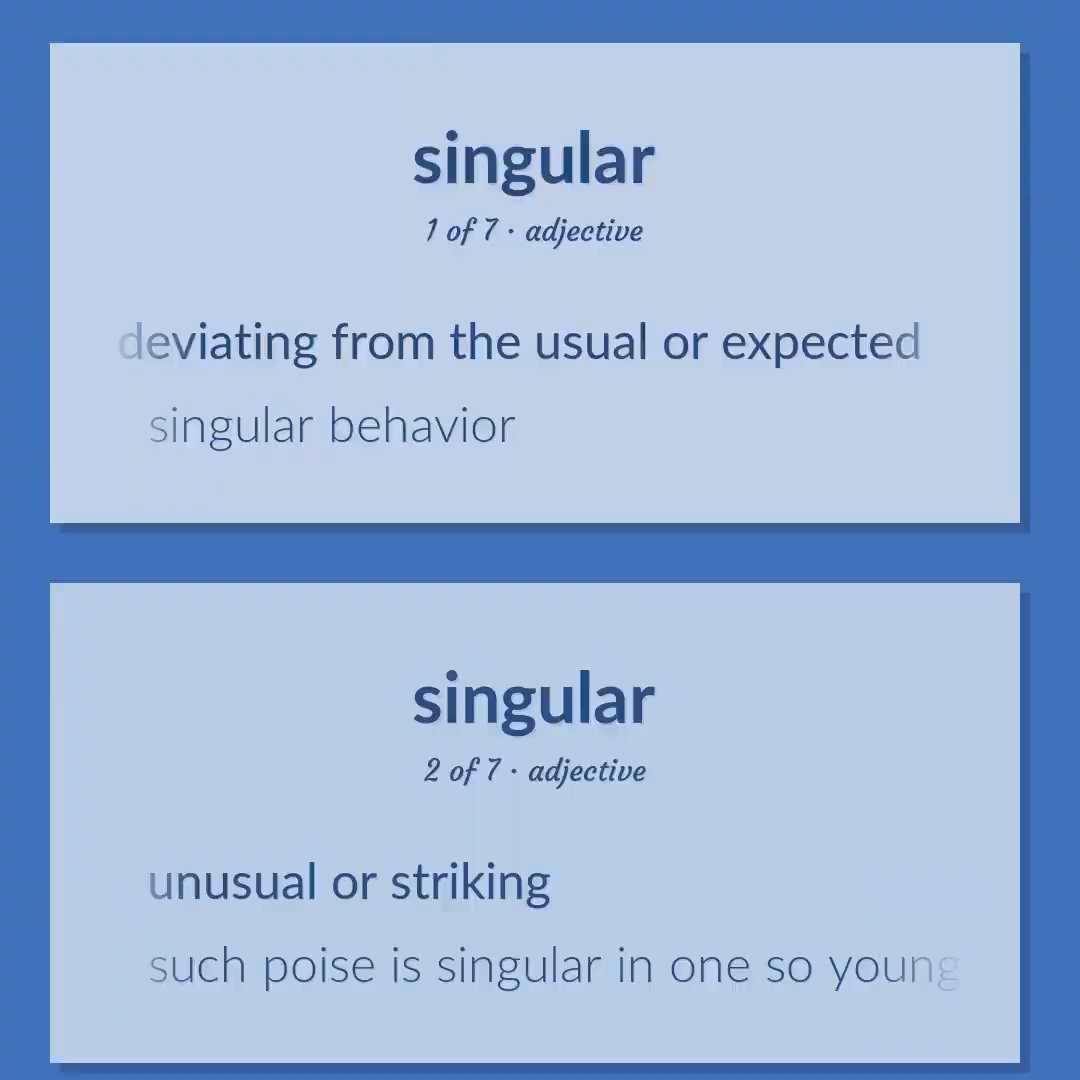 singular
1 of 7 · adjective
deviating from the usual or expected
singular behavior
singular
2 of 7 · adjective
unusual or striking
such poise is singular in one so young